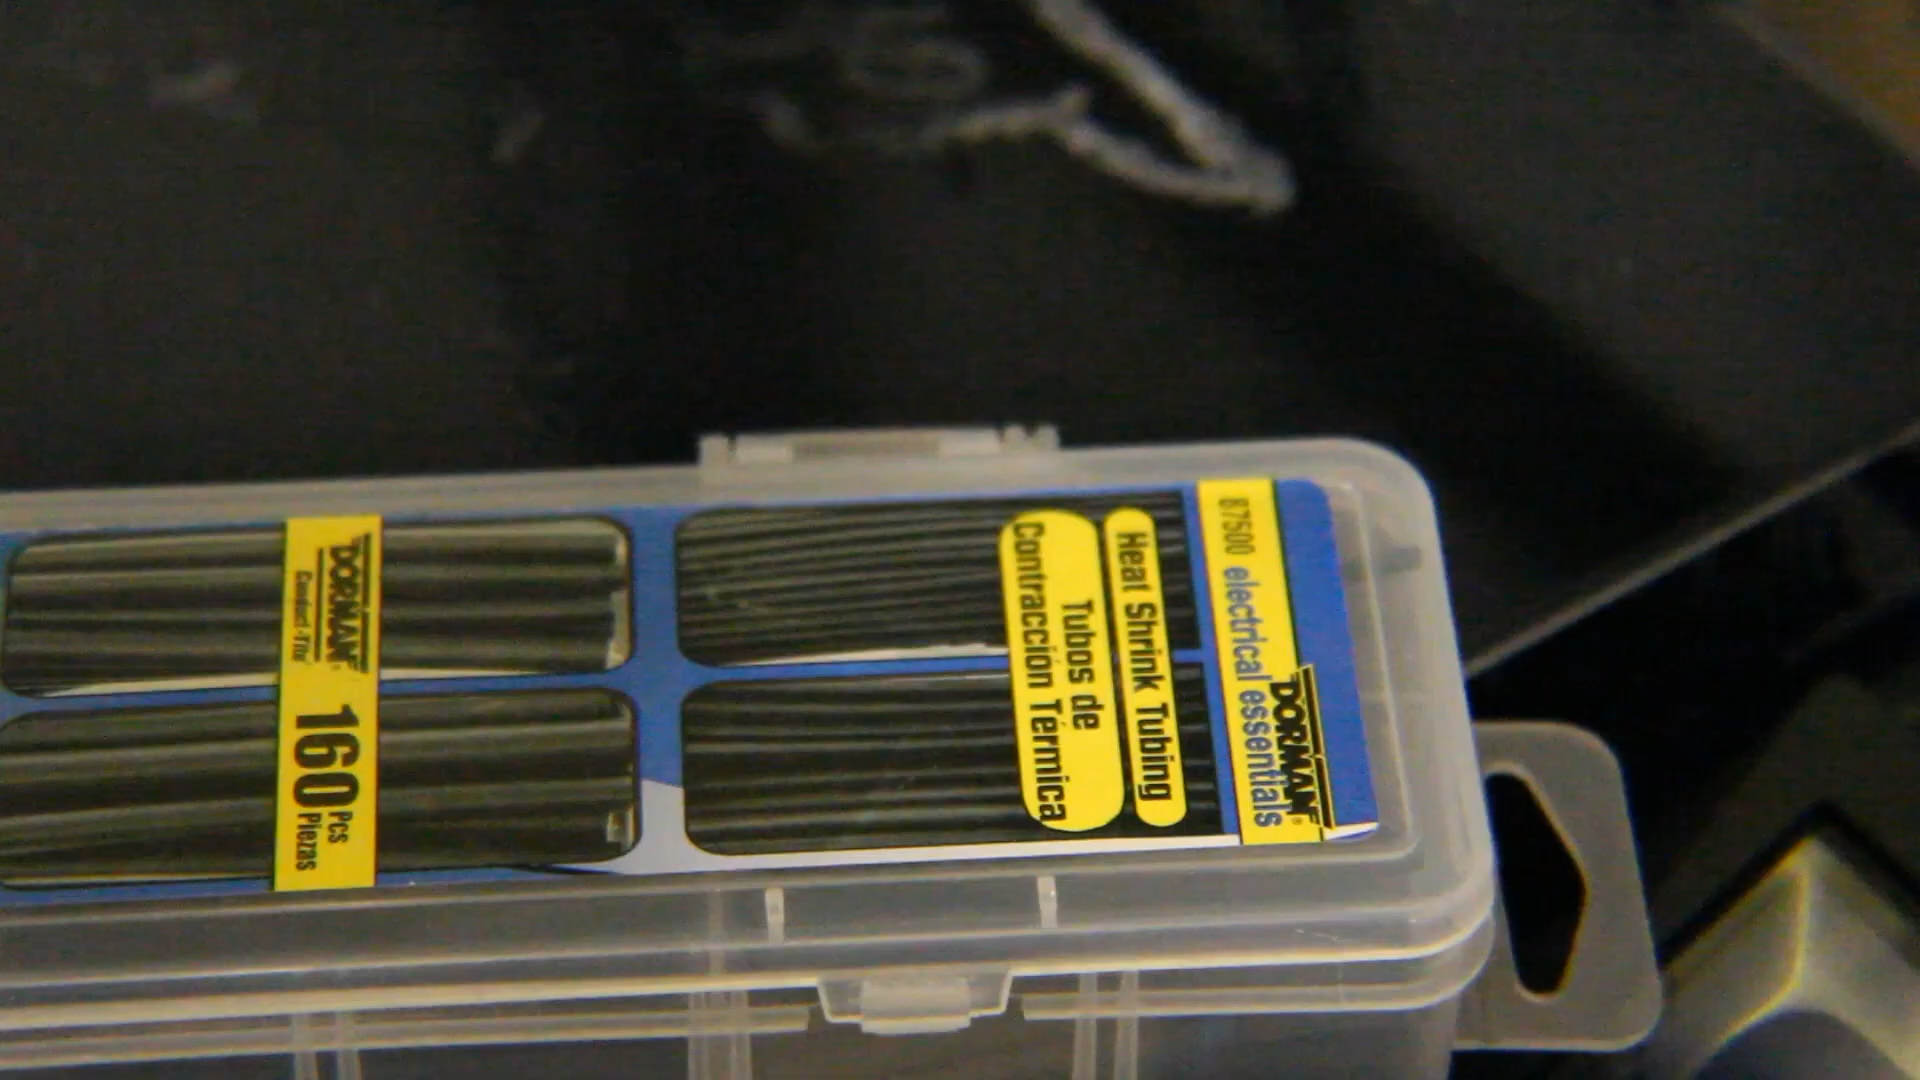 DORMAN®
87500 electrical essentials
Heat Shrink Tubing
Tubos de
Contracción Térmica
DORMAN®
Conduct-Tite
160 Pcs
Piezas